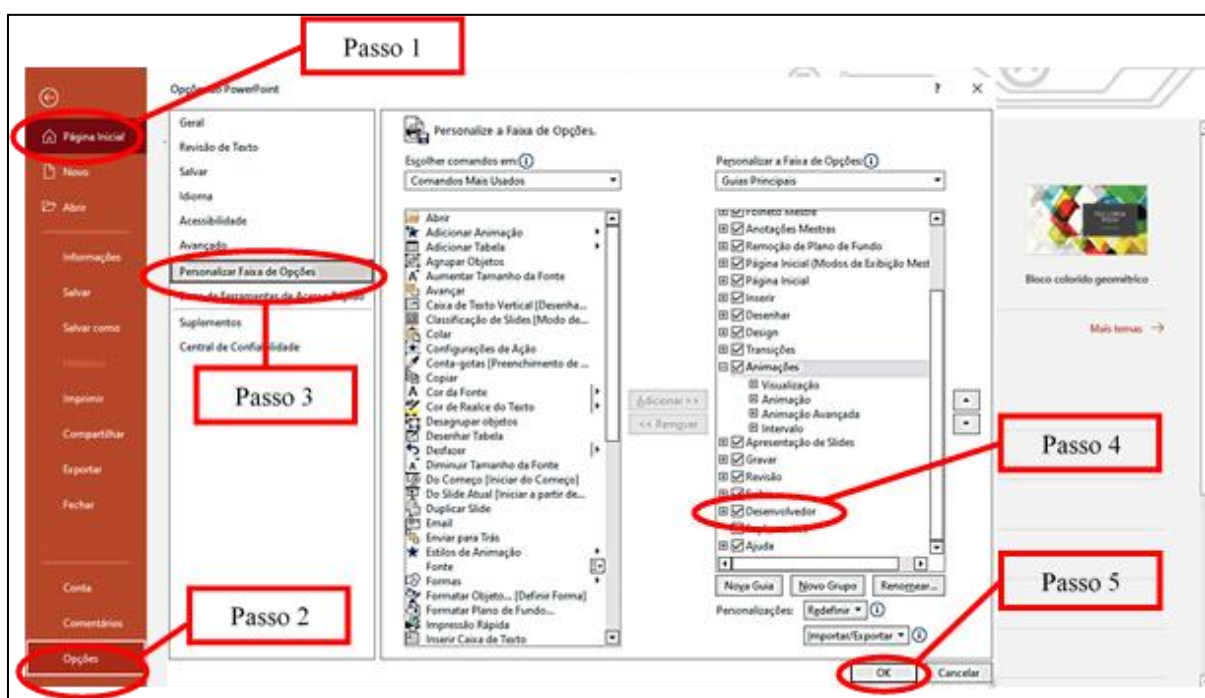 Passo 1
Página Inicial
Novo
Abrir
Informações
Salvar
Salvar como
Imprimir
Compartilhar
Exportar
Fechar
Conta
Comentários
Opções
Passo 2
PowerPoint
? ×
Geral
Revisão de Texto
Salvar
Idioma
Acessibilidade
Avançado
Personalizar Faixa de Opções
Suplementos
Central de
Passo 3
Personalize a Faixa de Opções.
Escolher comandos em:
Comandos Mais Usados
Abrir
Adicionar Animação
Adicionar Tabela
Agrupar Objetos
Aumentar Tamanho da Fonte
Avançar
Caixa de Texto Vertical [Desenha...
Classificação de Slides [Modo de...
Colar
Configurações de Ação
Conta-gotas [Preenchimento de ...
Copiar
Cor da Fonte
Cor de Realce do Texto
Desagrupar objetos
Desenhar Tabela
Desfazer
Diminuir Tamanho da Fonte
Do Começo [Iniciar do Começo]
Do Slide Atual [Iniciar a partir de...
Duplicar Slide
Email
Enviar para Trás
Estilos de Animação
Fonte
Formas
Formatar Objeto... [Definir Forma]
Formatar Plano de Fundo...
Impressão Rápida
Inserir Caixa de Texto
Adicionar >>
<< Remover
Personalizar a Faixa de Opções:
Guias Principais
Folheto Mestre
Anotações Mestras
Remoção de Plano de Fundo
Página Inicial (Modos de Exibição Mest
Página Inicial
Inserir
Desenhar
Design
Transições
Animações
Visualização
Animação
Animação Avançada
Intervalo
Apresentação de Slides
Gravar
Revisão
Desenvolvedor
Ajuda
Nova Guia
Novo Grupo
Renomear...
Personalizações:
Redefinir
Importar/Exportar
OK
Cancelar
Bloco colorido geométrico
Mais temas
Passo 4
Passo 5